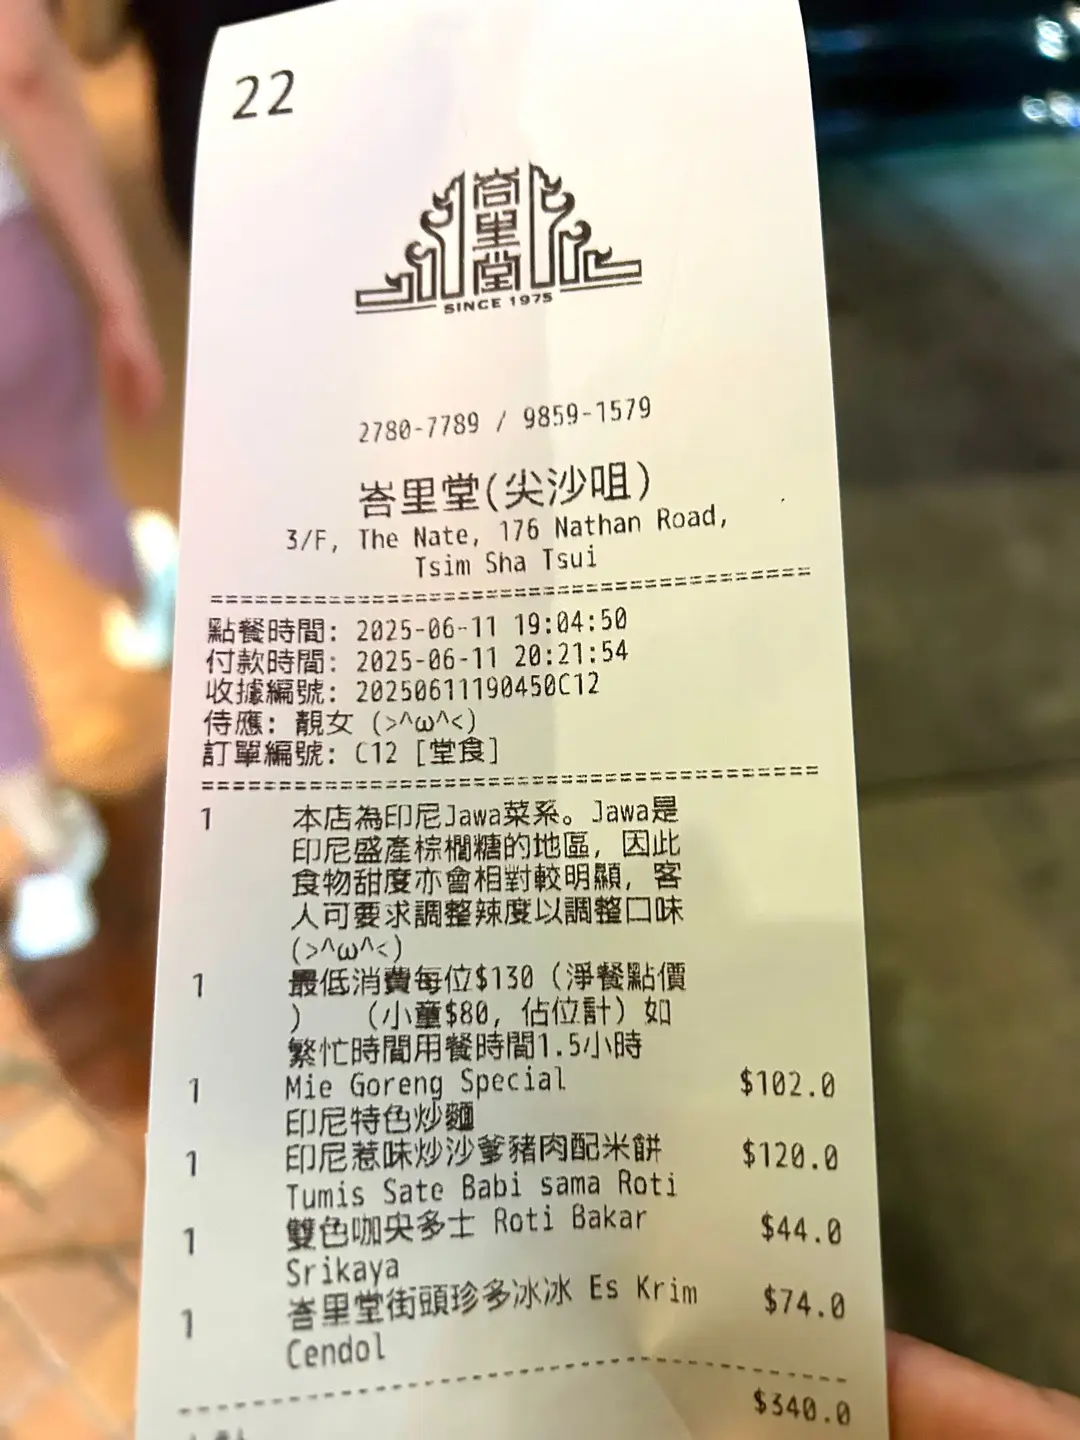 22
峇里堂
SINCE 1975
2780-7789 / 9859-1579
峇里堂(尖沙咀)
3/F, The Nate, 176 Nathan Road,
Tsim Sha Tsui
點餐時間: 2025-06-11 19:04:50
付款時間: 2025-06-11 20:21:54
收據編號: 20250611190450C12
侍應: 靚女 (>^ω^<)
訂單編號: C12 [堂食]
1 本店為印尼Jawa菜系。Jawa是
印尼盛產棕櫚糖的地區, 因此
食物甜度亦會相對較明顯, 客
人可要求調整辣度以調整口味
(>^ω^<)
1 最低消費每位$130 (淨餐點價
) (小童$80, 佔位計) 如
繁忙時間用餐時間1.5小時
1 Mie Goreng Special $102.0
印尼特色炒麵
1 印尼惹味炒沙爹豬肉配米餅 $120.0
Tumis Sate Babi sama Roti
1 雙色咖央多士 Roti Bakar $44.0
Srikaya
1 峇里堂街頭珍多冰冰 Es Krim $74.0
Cendol
$340.0